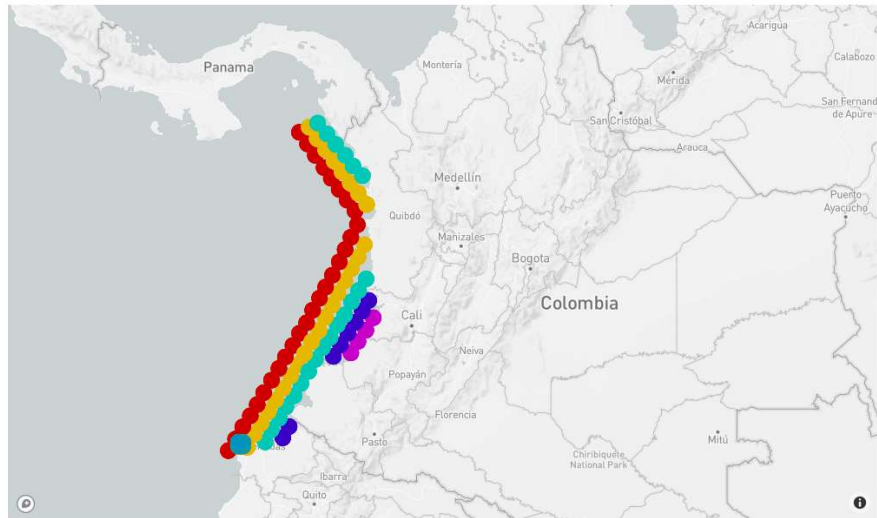 Acarigua
Panama
Montería
Calabozo
Mérida
San Cristóbal
San Fernand
de Apure
Arauca
Medellín
Puerto
Ayacucho
Quibdó
Manizales
Bogota
Colombia
Cali
Neiva
Popayán
Florencia
Pasto
Mitú
Chiribiquete
National Park
Ibarra
Quito